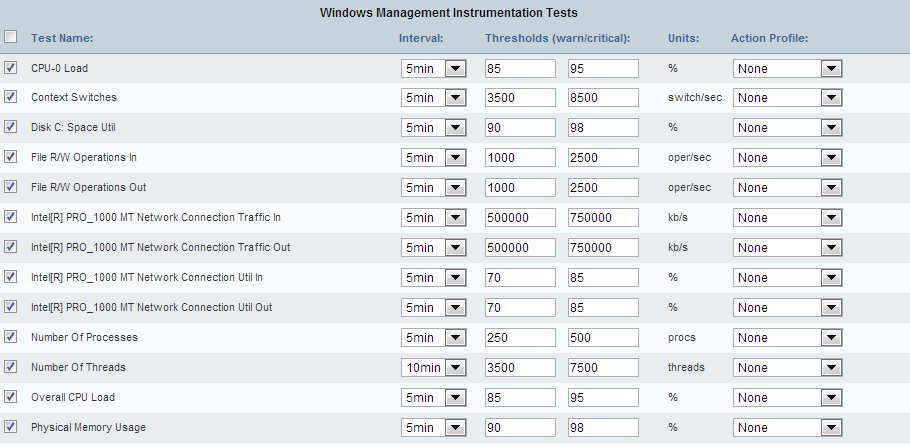 Windows Management Instrumentation Tests
Test Name: Interval: Thresholds (warn/critical): Units: Action Profile:
CPU-0 Load 5min 85 95 % None
Context Switches 5min 3500 8500 switch/sec None
Disk C: Space Util 5min 90 98 % None
File R/W Operations In 5min 1000 2500 oper/sec None
File R/W Operations Out 5min 1000 2500 oper/sec None
Intel[R] PRO_1000 MT Network Connection Traffic In 5min 500000 750000 kb/s None
Intel[R] PRO_1000 MT Network Connection Traffic Out 5min 500000 750000 kb/s None
Intel[R] PRO_1000 MT Network Connection Util In 5min 70 85 % None
Intel[R] PRO_1000 MT Network Connection Util Out 5min 70 85 % None
Number Of Processes 5min 250 500 procs None
Number Of Threads 10min 3500 7500 threads None
Overall CPU Load 5min 85 95 % None
Physical Memory Usage 5min 90 98 % None